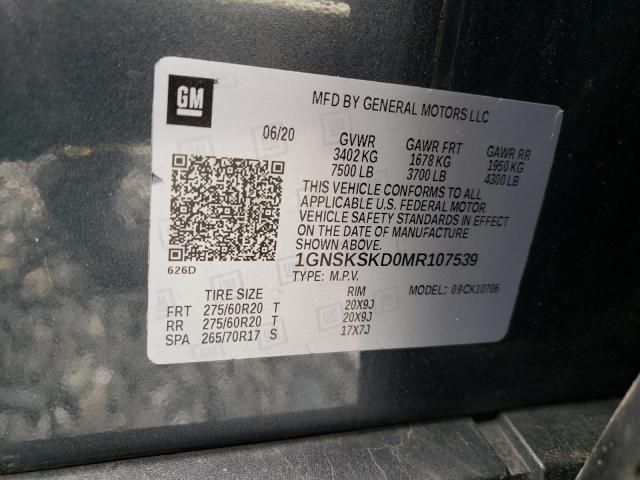 GM
MFD BY GENERAL MOTORS LLC
06/20 GVWR GAWR FRT GAWR RR
3402 KG 1678 KG 1950 KG
7500 LB 3700 LB 4300 LB
THIS VEHICLE CONFORMS TO ALL
APPLICABLE U.S. FEDERAL MOTOR
VEHICLE SAFETY STANDARDS IN EFFECT
ON THE DATE OF MANUFACTURE
SHOWN ABOVE.
626D
1GNSKSKD0MR107539
TYPE: M.P.V. MODEL: 09CK10706
TIRE SIZE RIM
FRT 275/60R20 T 20X9J
RR 275/60R20 T 20X9J
SPA 265/70R17 S 17X7J